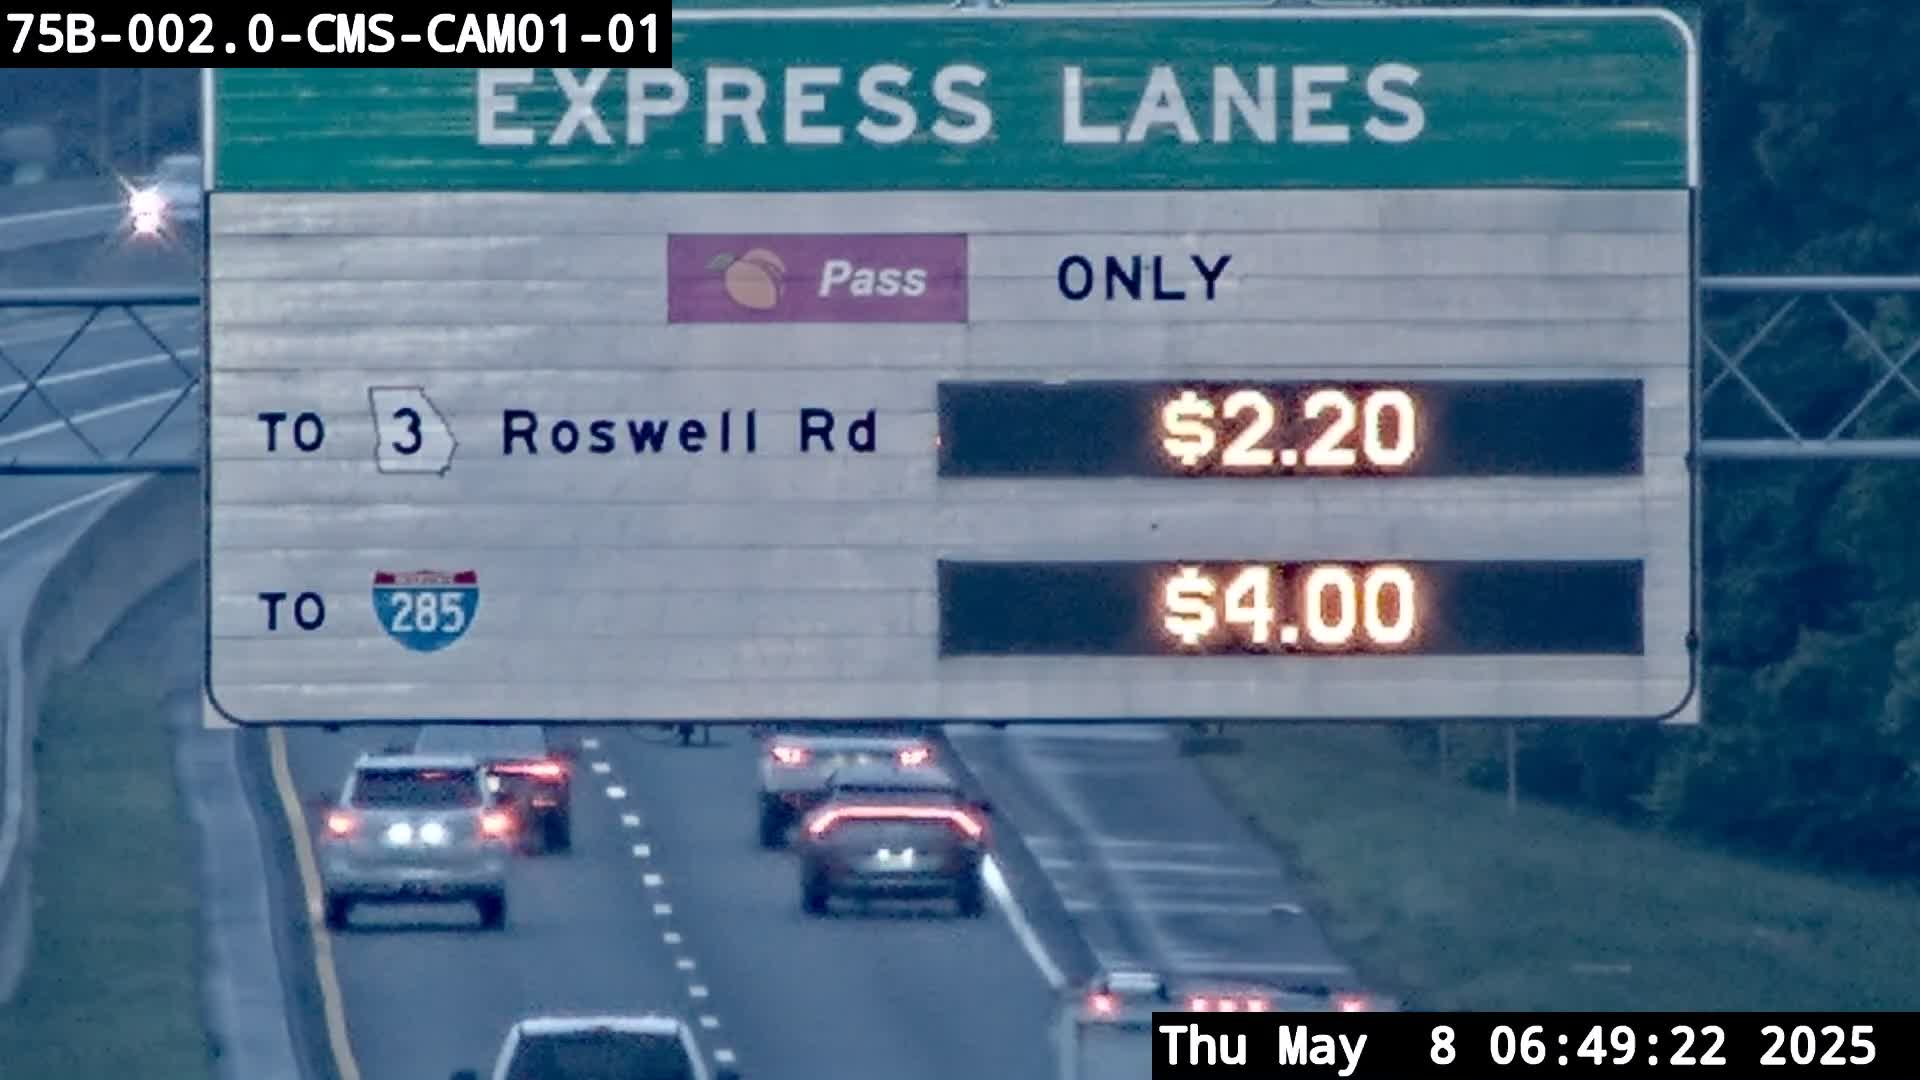 75B-002.0-CMS-CAM01-01
EXPRESS LANES
Pass ONLY
TO 3 Roswell Rd $2.20
TO 285 $4.00
Thu May 8 06:49:22 2025